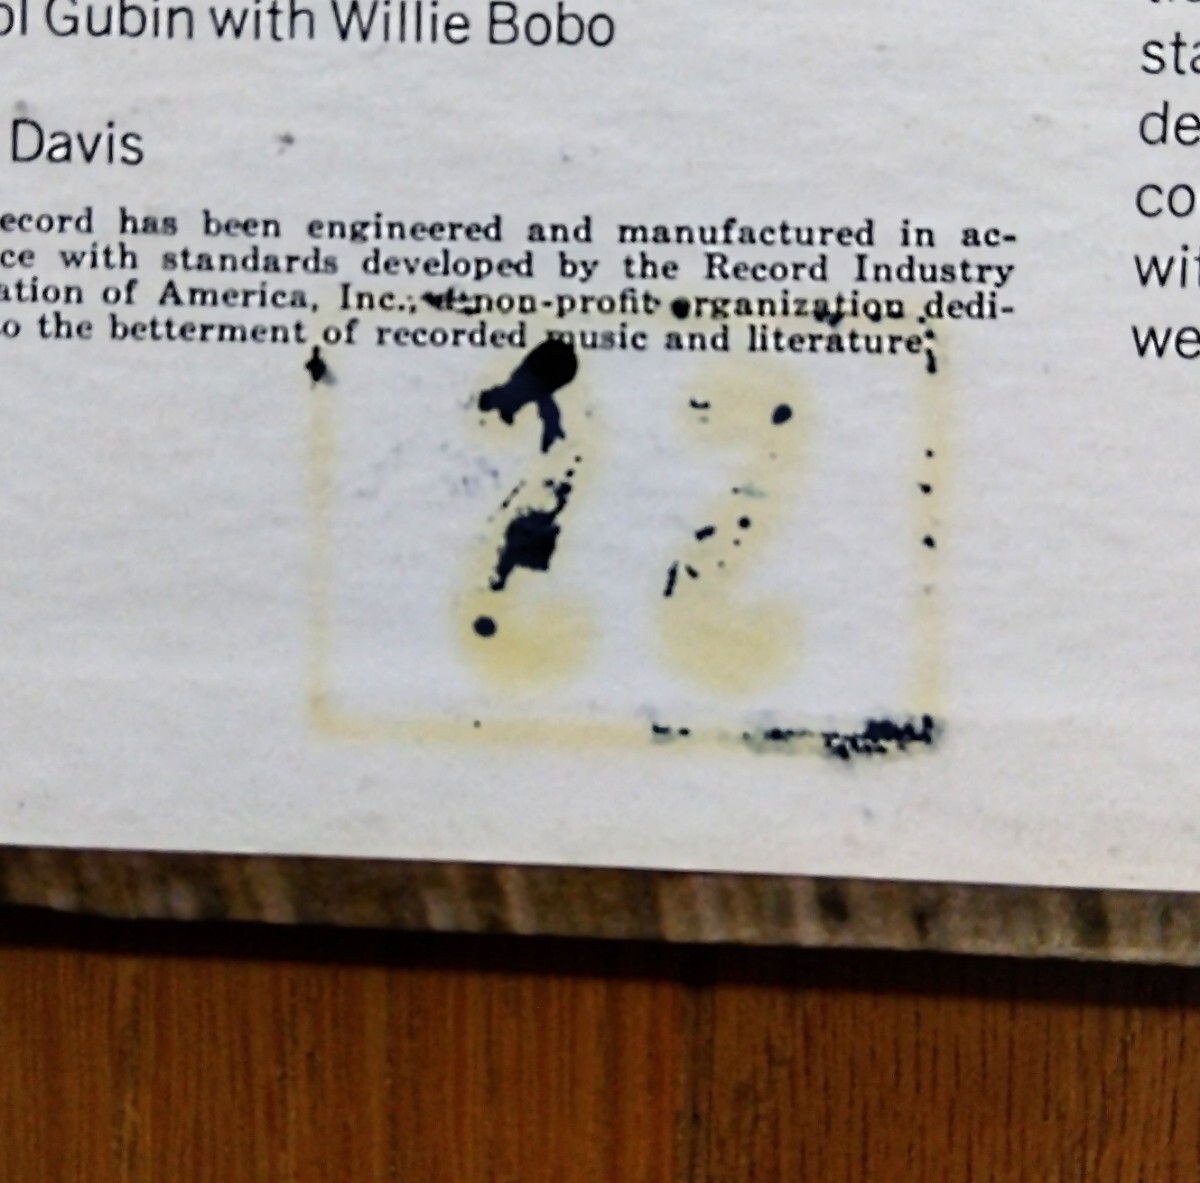 ol Gubin with Willie Bobo
Davis
ecord has been engineered and manufactured in ac-
ce with standards developed by the Record Industry
ation of America, Inc., a non-profit organization dedi-
o the betterment of recorded music and literature.
sta
de
co
wit
we
22